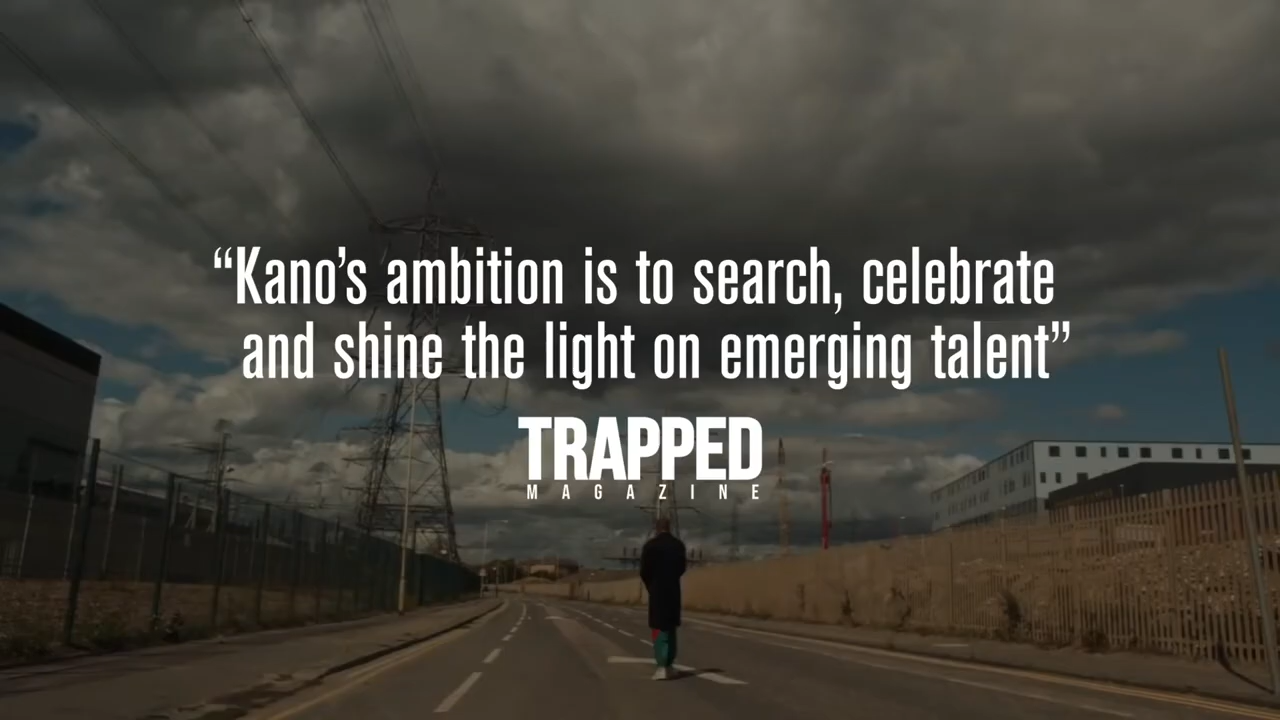 “Kano’s ambition is to search, celebrate
and shine the light on emerging talent”
TRAPPED
MAGAZINE